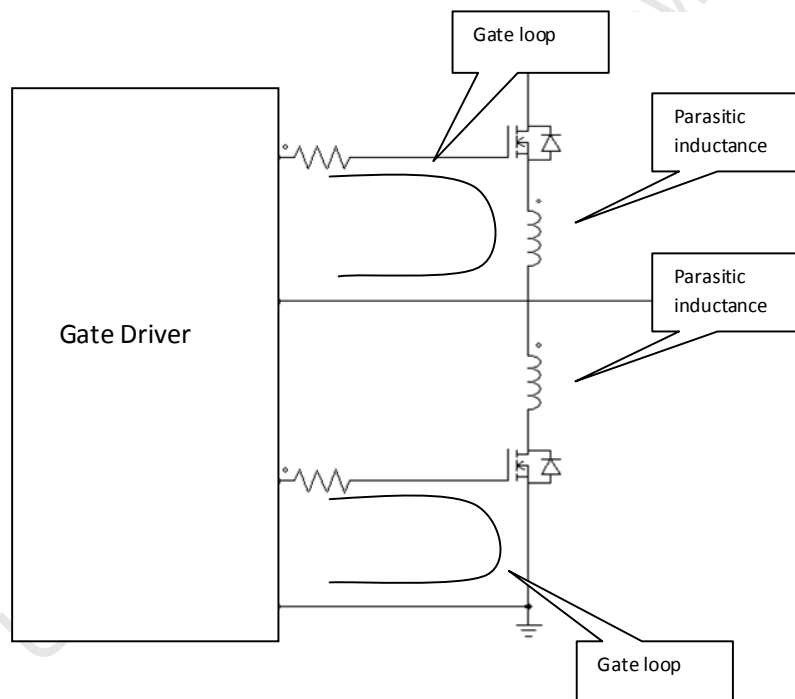 Gate loop
Parasitic
inductance
Parasitic
inductance
Gate Driver
Gate loop